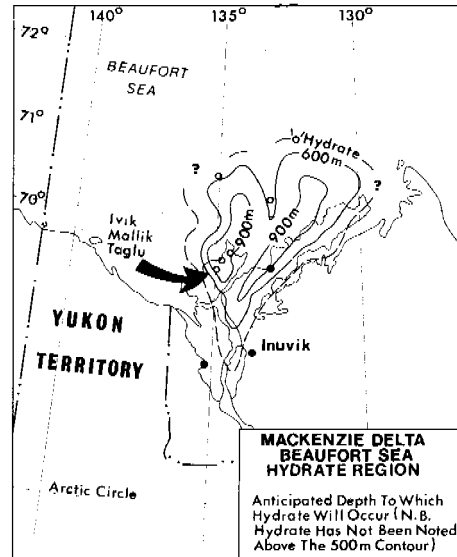 140°
135°
130°
72°
BEAUFORT
SEA
71°
?
Hydrate
600m
?
70°
Ivik
Mallik
Taglu
900m
900m
YUKON
TERRITORY
Inuvik
Arctic Circle
MACKENZIE DELTA
BEAUFORT SEA
HYDRATE REGION
Anticipated Depth To Which
Hydrate Will Occur (N.B.
Hydrate Has Not Been Noted
Above The 500m Contour)